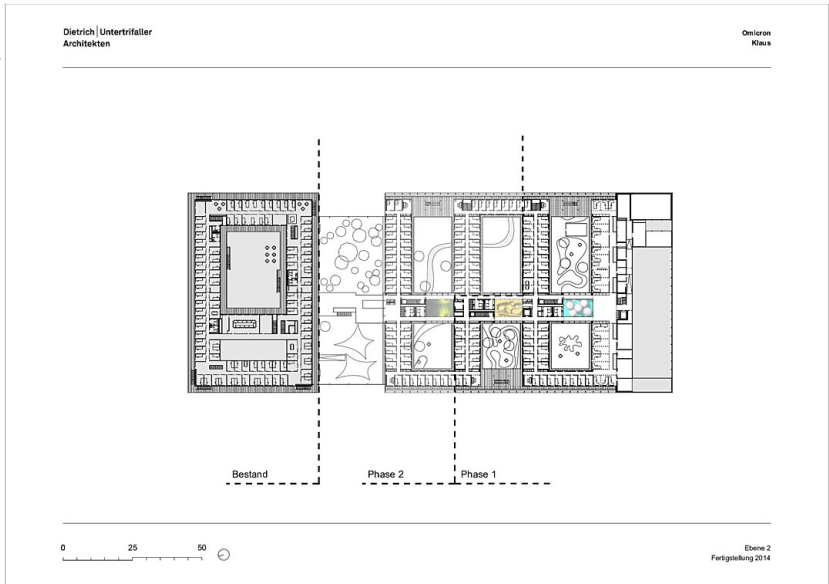 Dietrich | Untertrifaller
Architekten
Omicron
Klaus
Bestand
Phase 2
Phase 1
0 25 50
Ebene 2
Fertigstellung 2014